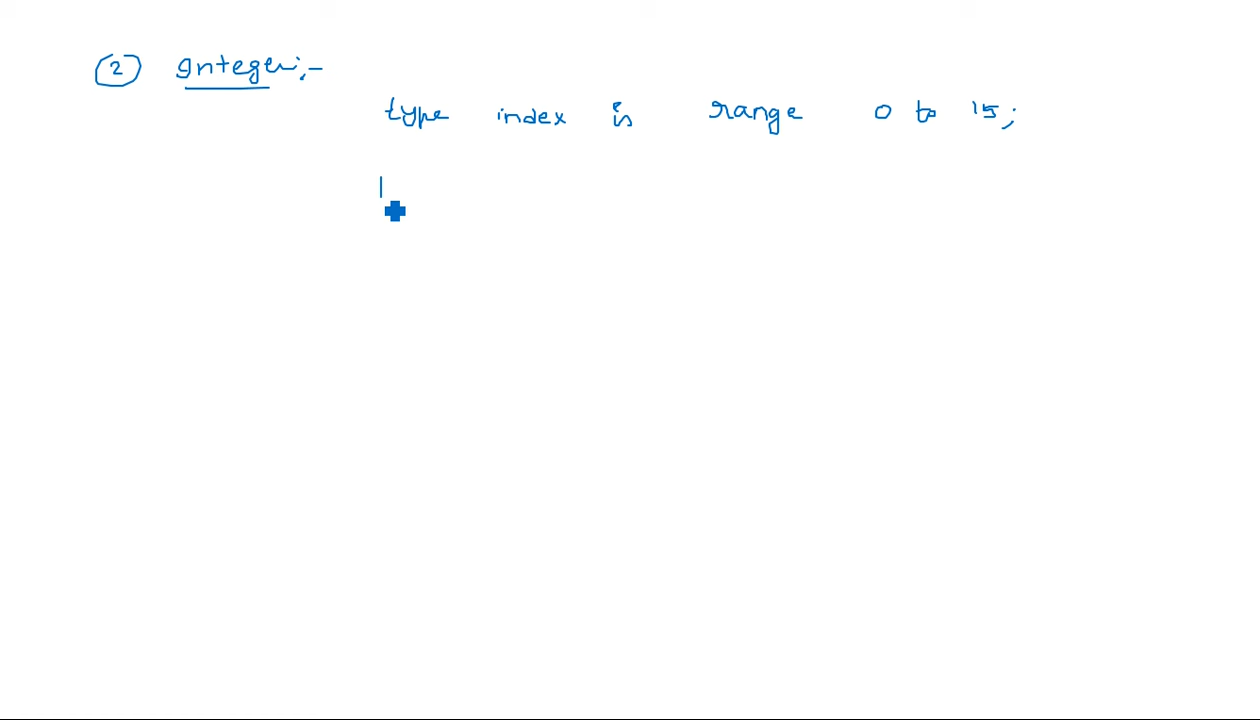 2 Integer:-
type index is range 0 to 15;